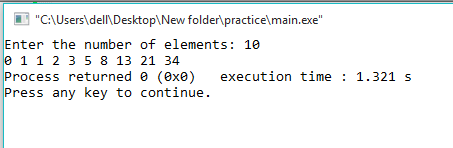 "C:\Users\dell\Desktop\New folder\practice\main.exe"
Enter the number of elements: 10
0 1 1 2 3 5 8 13 21 34
Process returned 0 (0x0)   execution time : 1.321 s
Press any key to continue.